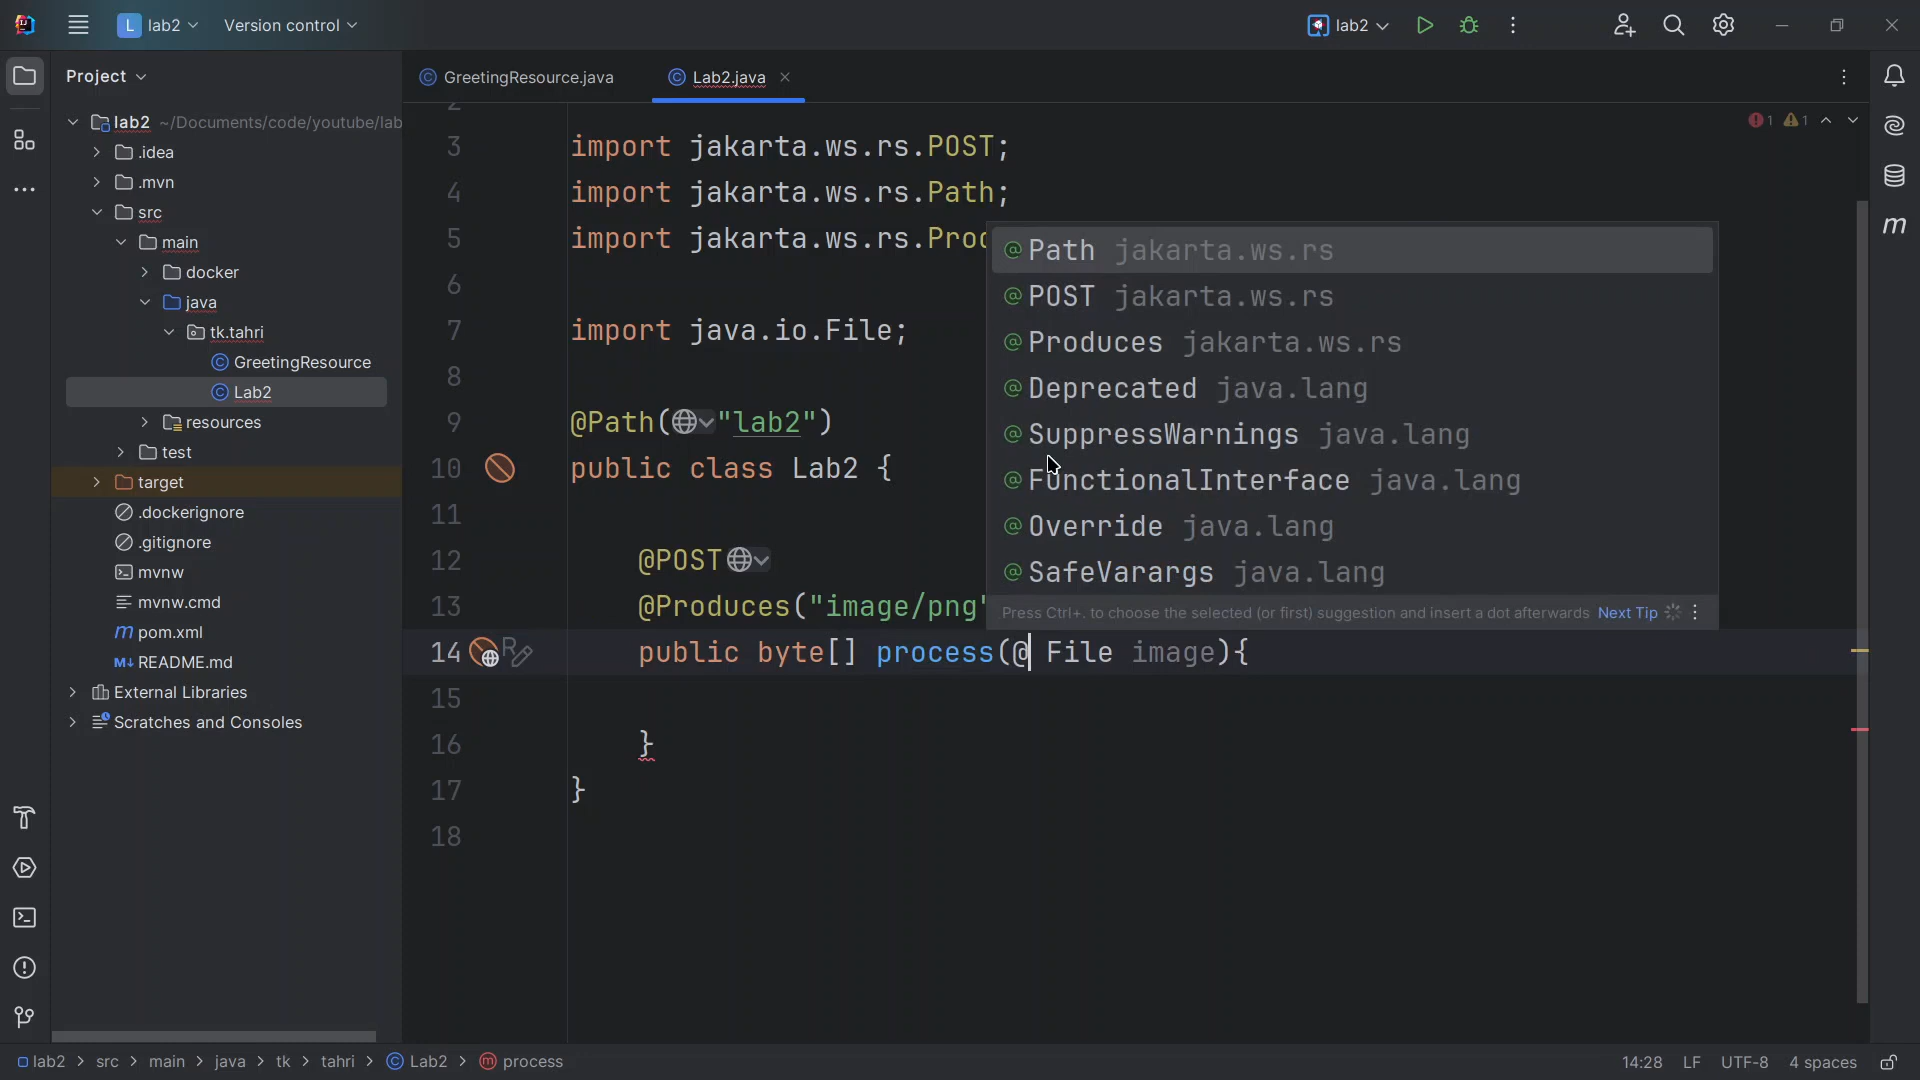 L lab2 Version control lab2
Project
GreetingResource.java Lab2.java
lab2 ~/Documents/code/youtube/lab
.idea
.mvn
src
main
docker
java
tk.tahri
GreetingResource
Lab2
resources
test
target
.dockerignore
.gitignore
mvnw
mvnw.cmd
pom.xml
README.md
External Libraries
Scratches and Consoles
1 1
3 import jakarta.ws.rs.POST;
4 import jakarta.ws.rs.Path;
5 import jakarta.ws.rs.Prod
6
7 import java.io.File;
8
9 @Path("lab2")
10 public class Lab2 {
11
12 @POST
13 @Produces("image/png"
14 public byte[] process(@ File image){
15
16 }
17 }
18
@ Path jakarta.ws.rs
@ POST jakarta.ws.rs
@ Produces jakarta.ws.rs
@ Deprecated java.lang
@ SuppressWarnings java.lang
@ FunctionalInterface java.lang
@ Override java.lang
@ SafeVarargs java.lang
Press Ctrl+. to choose the selected (or first) suggestion and insert a dot afterwards Next Tip
lab2 > src > main > java > tk > tahri > Lab2 > process
14:28 LF UTF-8 4 spaces